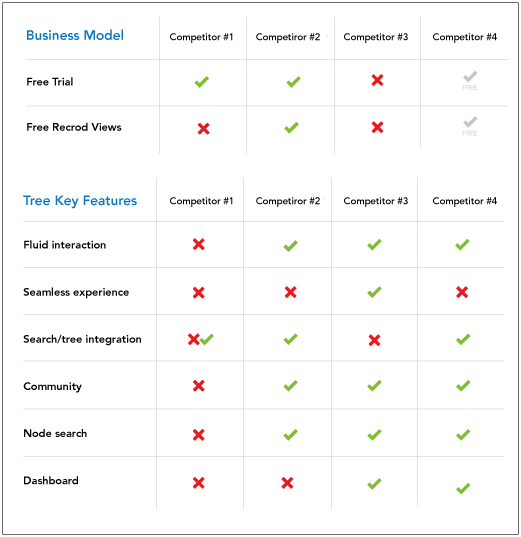 Business Model Competitor #1 Competiror #2 Competitor #3 Competitor #4
Free Trial FREE
Free Recrod Views FREE
Tree Key Features Competitor #1 Competiror #2 Competitor #3 Competitor #4
Fluid interaction
Seamless experience
Search/tree integration
Community
Node search
Dashboard